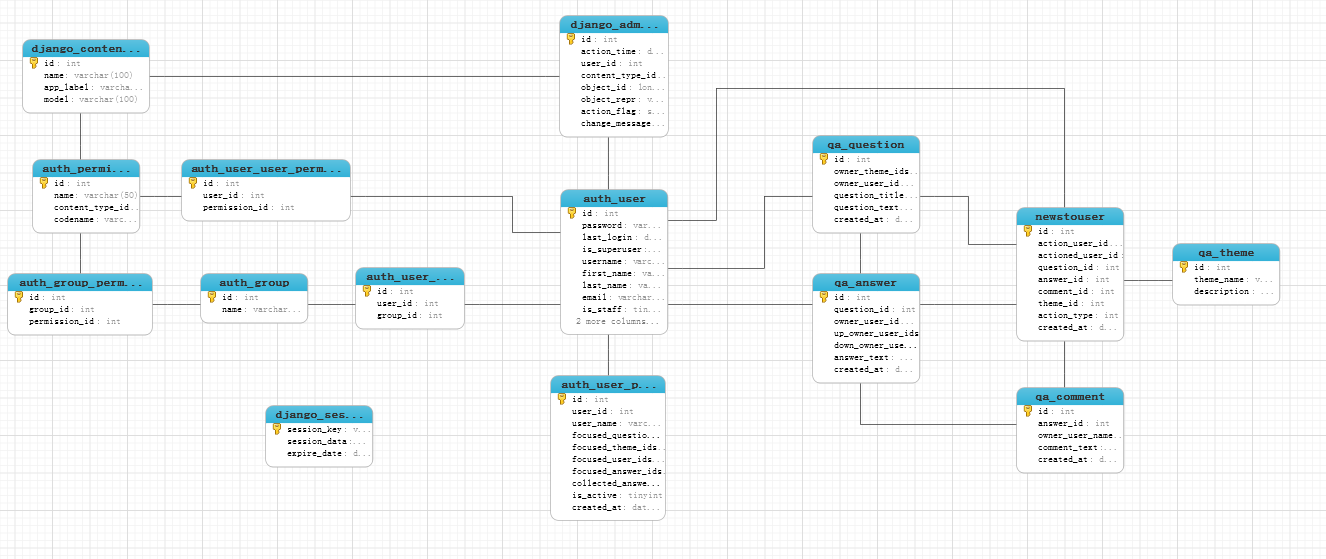 django_conten...
id: int
name: varchar(100)
app_label: varcha...
model: varchar(100)
django_adm...
id: int
action_time: d...
user_id: int
content_type_id...
object_id: lon...
object_repr: v...
action_flag: s...
change_message...
auth_permi...
id: int
name: varchar(50)
content_type_id...
codename: varc...
auth_user_user_perm...
id: int
user_id: int
permission_id: int
auth_user
id: int
password: var...
last_login: d...
is_superuser:...
username: varc...
first_name: va...
last_name: va...
email: varchar...
is_staff: tin...
2 more columns...
qa_question
id: int
owner_theme_ids...
owner_user_id...
question_title...
question_text...
created_at: d...
newstouser
id: int
action_user_id...
actioned_user_id:
question_id: int
answer_id: int
comment_id: int
theme_id: int
action_type: int
created_at: d...
qa_theme
id: int
theme_name: v...
description: ...
auth_group_perm...
id: int
group_id: int
permission_id: int
auth_group
id: int
name: varchar...
auth_user_...
id: int
user_id: int
group_id: int
qa_answer
id: int
question_id: int
owner_user_id...
up_owner_user_ids
down_owner_use...
answer_text: ...
created_at: d...
django_ses...
session_key: v...
session_data:...
expire_date: d...
auth_user_p...
id: int
user_id: int
user_name: varc...
focused_questio...
focused_theme_ids...
focused_user_ids...
focused_answer_ids
collected_answe...
is_active: tinyint
created_at: dat...
qa_comment
id: int
answer_id: int
owner_user_name...
comment_text:...
created_at: d...